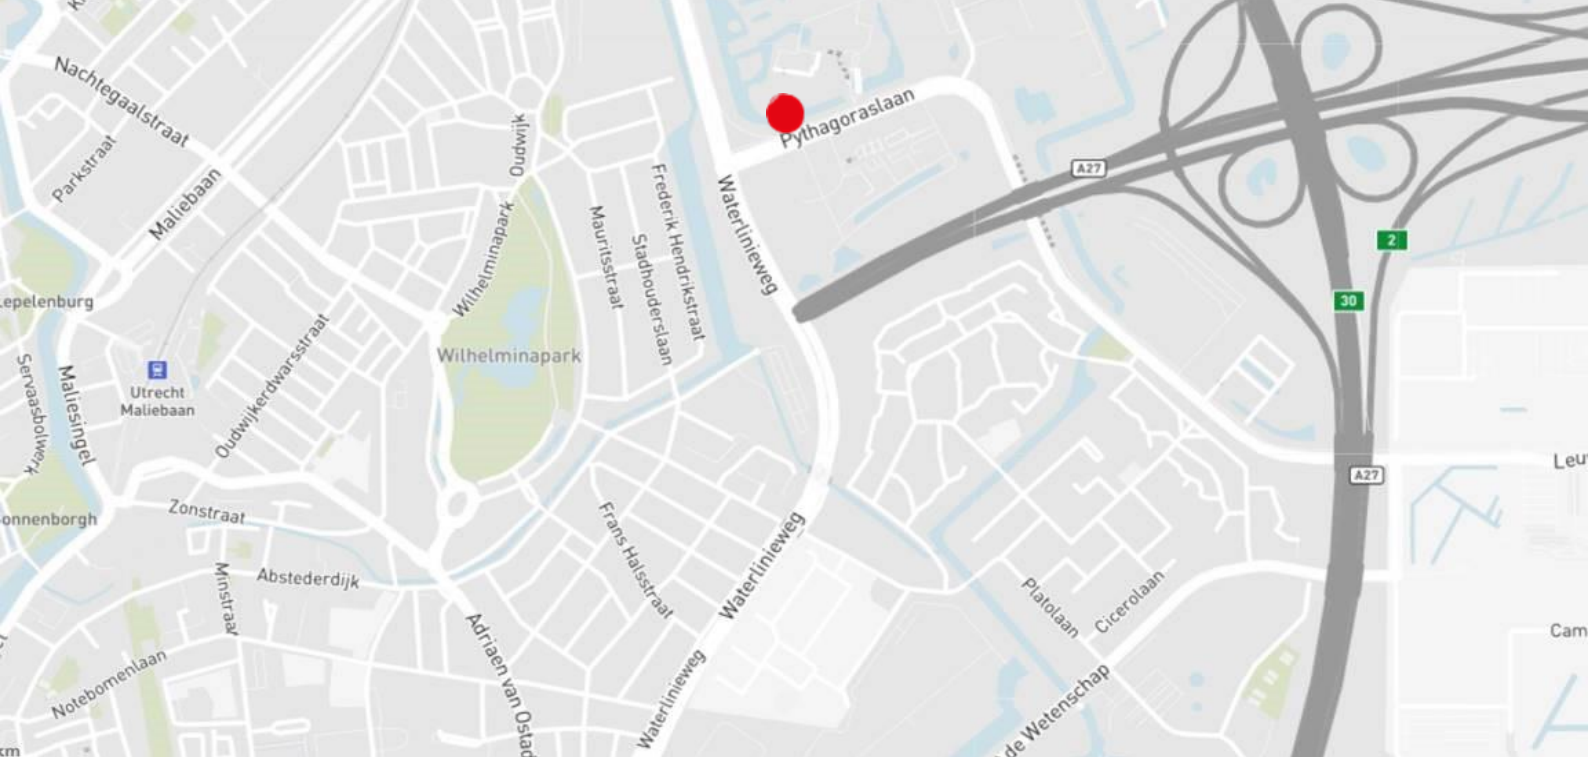 Nachtegaalstraat
Parkstraat
Maliebaan
Oudwijk
Wilhelminapark
Mauritsstraat
Stadhouderslaan
Frederik Hendrikstraat
Waterlinieweg
Pythagoraslaan
A27
2
30
Lepelenburg
Servaasbolwerk
Maliesingel
Utrecht
Maliebaan
Oudwijkerdwarsstraat
Wilhelminapark
A27
Leu
Zonstraat
onnenborgh
Abstederdijk
Minstraat
Notebomenlaan
Adriaen van Ostad
Frans Halsstraat
Waterlinieweg
Waterlinieweg
Platolaan
Cicerolaan
de Wetenschap
Cam
km